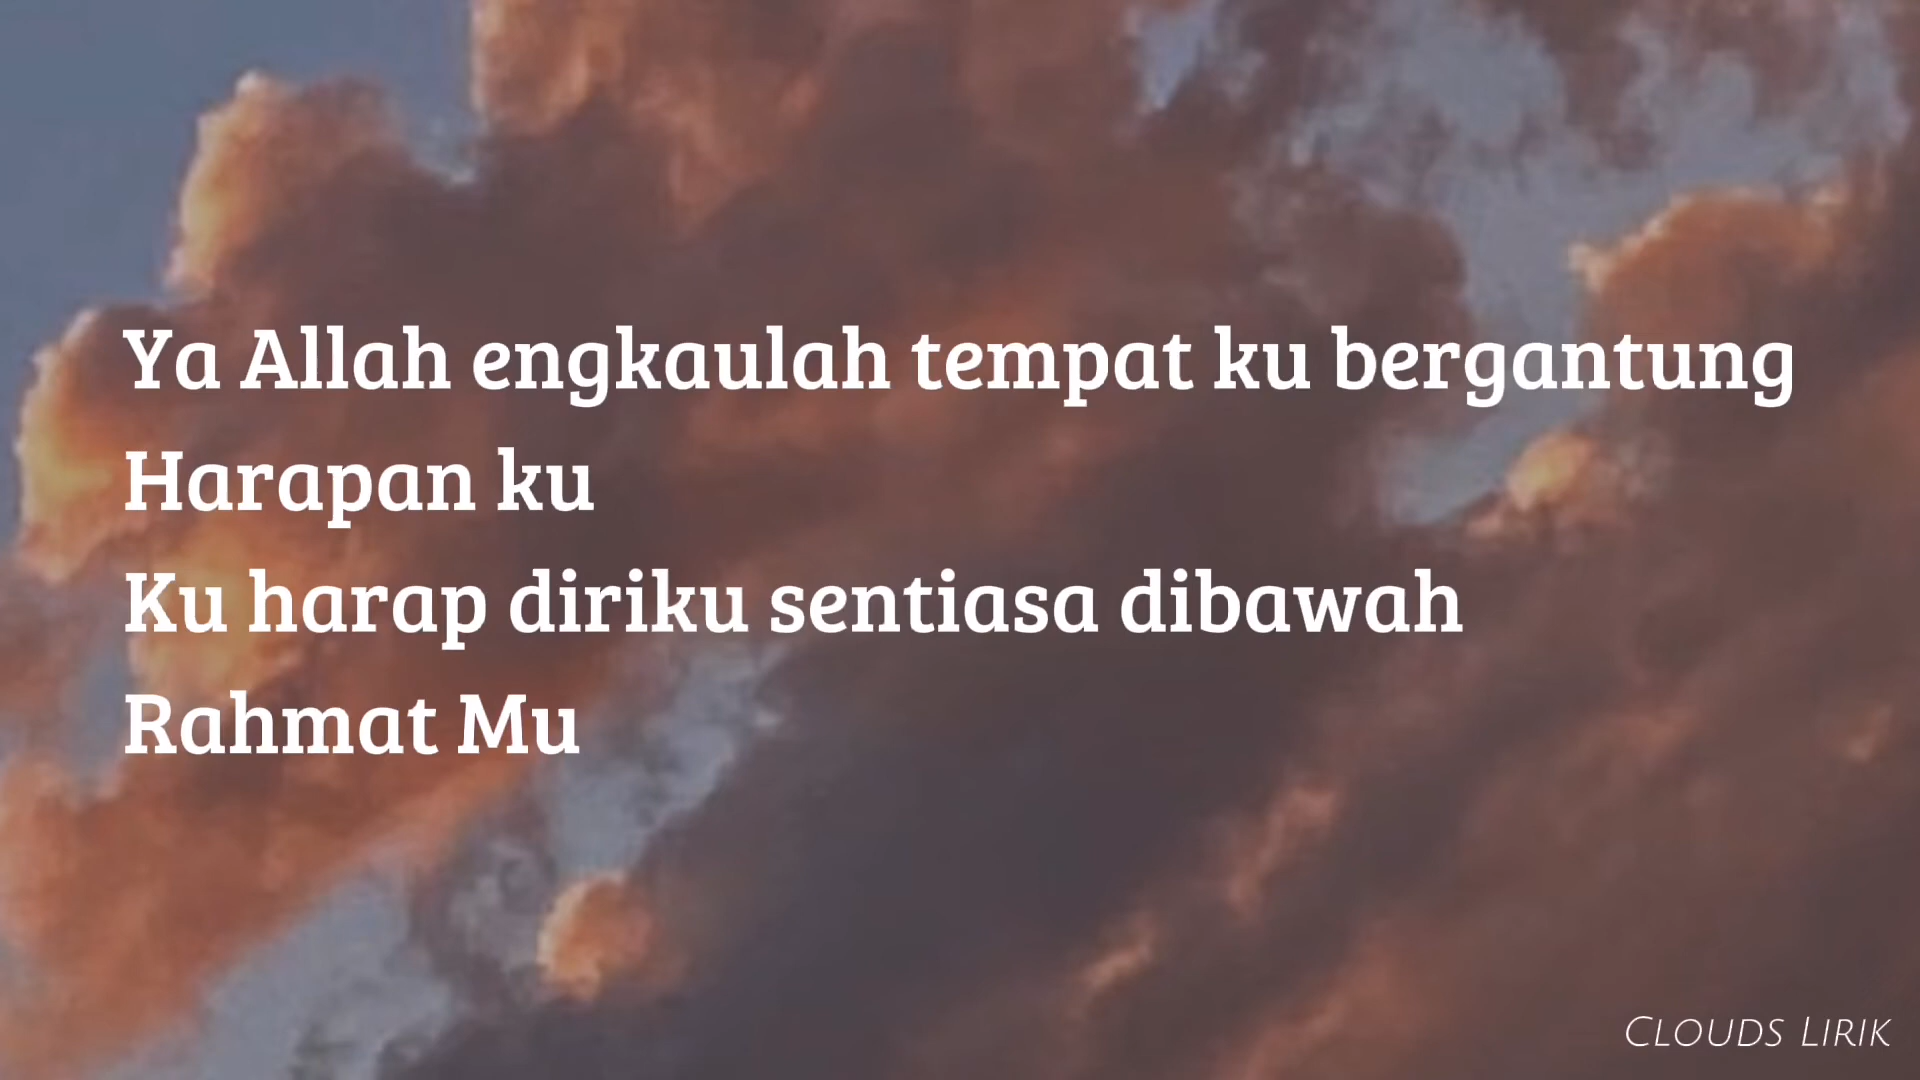 Ya Allah engkaulah tempat ku bergantung
Harapan ku
Ku harap diriku sentiasa dibawah
Rahmat Mu
Clouds Lirik